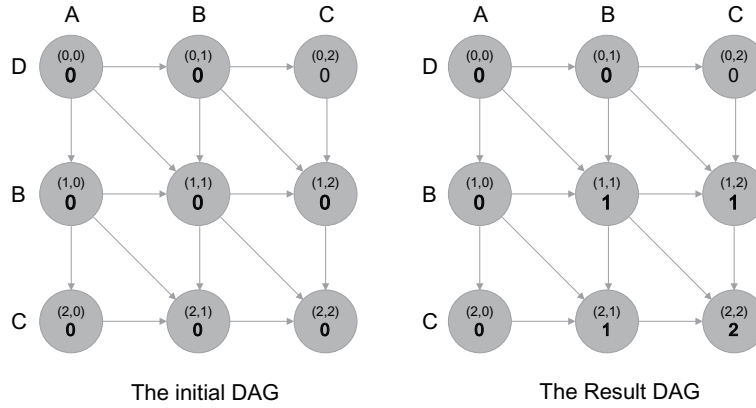 A B C
D (0,0) 0 (0,1) 0 (0,2) 0
B (1,0) 0 (1,1) 0 (1,2) 0
C (2,0) 0 (2,1) 0 (2,2) 0
The initial DAG
A B C
D (0,0) 0 (0,1) 0 (0,2) 0
B (1,0) 0 (1,1) 1 (1,2) 1
C (2,0) 0 (2,1) 1 (2,2) 2
The Result DAG